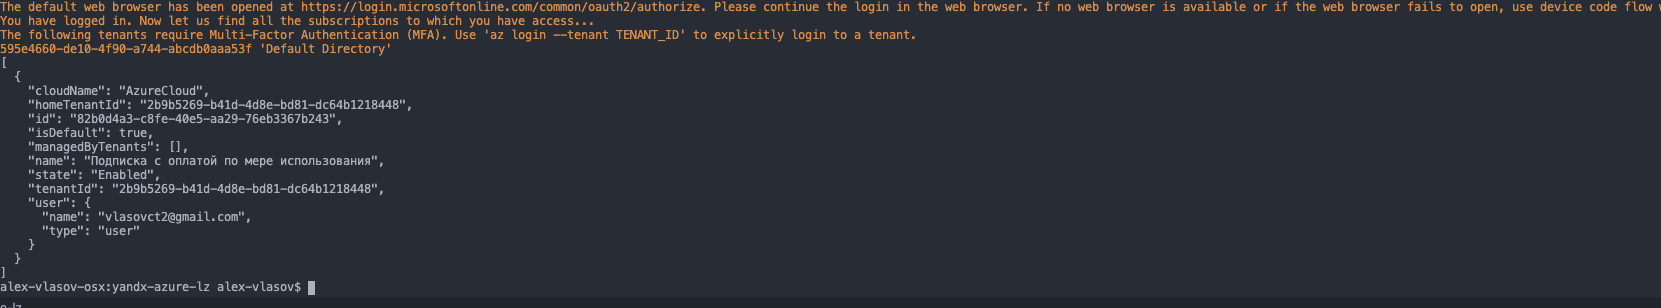 The default web browser has been opened at https://login.microsoftonline.com/common/oauth2/authorize. Please continue the login in the web browser. If no web browser is available or if the web browser fails to open, use device code flow
You have logged in. Now let us find all the subscriptions to which you have access...
The following tenants require Multi-Factor Authentication (MFA). Use 'az login --tenant TENANT_ID' to explicitly login to a tenant.
595e4660-de10-4f90-a744-abcdb0aaa53f 'Default Directory'
[
  {
    "cloudName": "AzureCloud",
    "homeTenantId": "2b9b5269-b41d-4d8e-bd81-dc64b1218448",
    "id": "82b0d4a3-c8fe-40e5-aa29-76eb3367b243",
    "isDefault": true,
    "managedByTenants": [],
    "name": "Подписка с оплатой по мере использования",
    "state": "Enabled",
    "tenantId": "2b9b5269-b41d-4d8e-bd81-dc64b1218448",
    "user": {
      "name": "vlasovct2@gmail.com",
      "type": "user"
    }
  }
]
alex-vlasov-osx:yandx-azure-lz alex-vlasov$